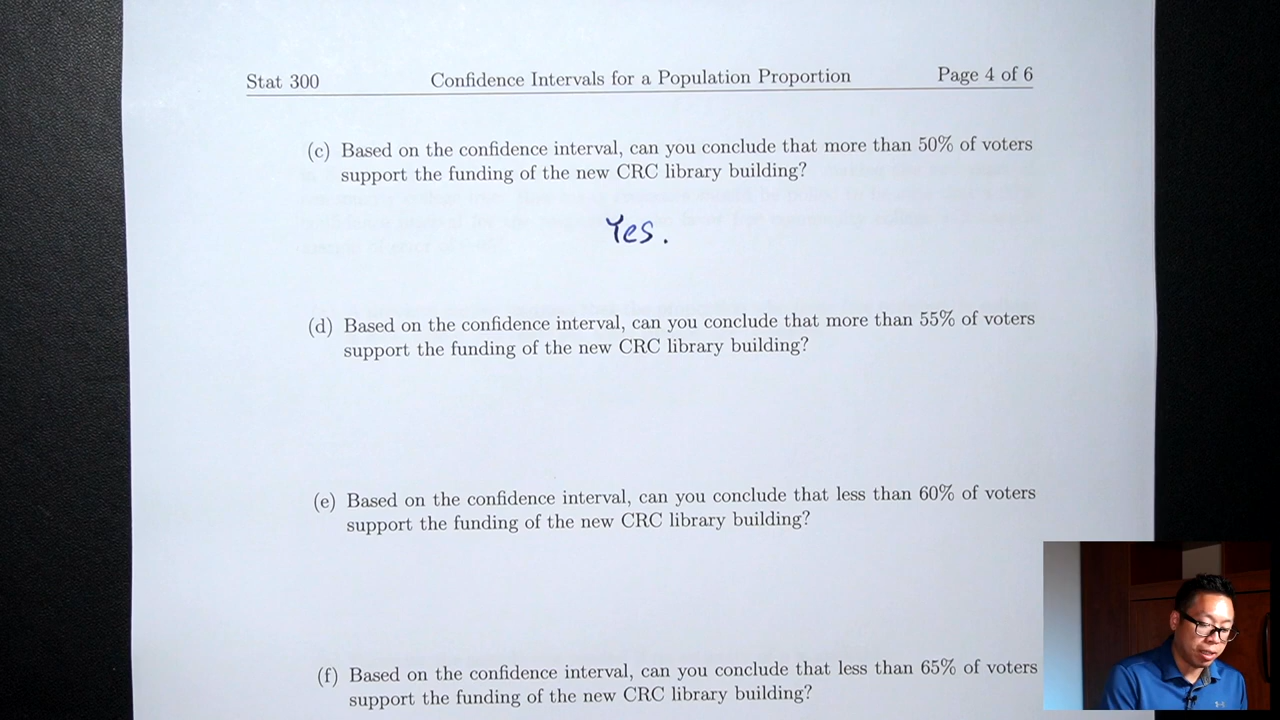 Stat 300 Confidence Intervals for a Population Proportion Page 4 of 6
(c) Based on the confidence interval, can you conclude that more than 50% of voters
support the funding of the new CRC library building?
Yes.
(d) Based on the confidence interval, can you conclude that more than 55% of voters
support the funding of the new CRC library building?
(e) Based on the confidence interval, can you conclude that less than 60% of voters
support the funding of the new CRC library building?
(f) Based on the confidence interval, can you conclude that less than 65% of voters
support the funding of the new CRC library building?